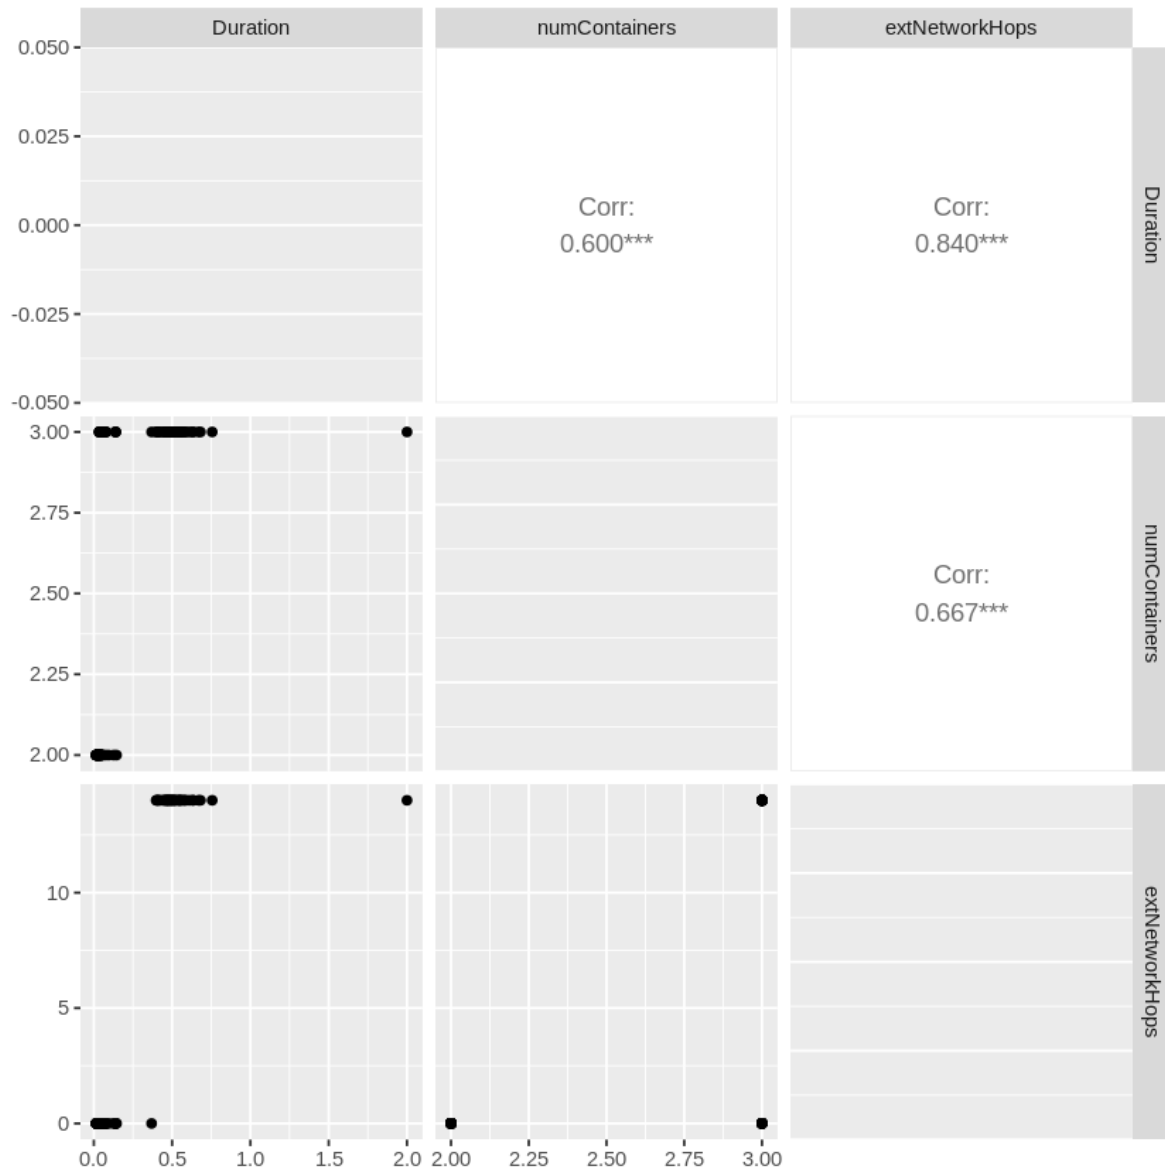 Duration
numContainers
extNetworkHops
0.050
0.025
0.000
-0.025
-0.050
Corr:
0.600***
Corr:
0.840***
Duration
3.00
2.75
2.50
2.25
2.00
Corr:
0.667***
numContainers
10
5
0
extNetworkHops
0.0 0.5 1.0 1.5 2.0
2.00 2.25 2.50 2.75 3.00